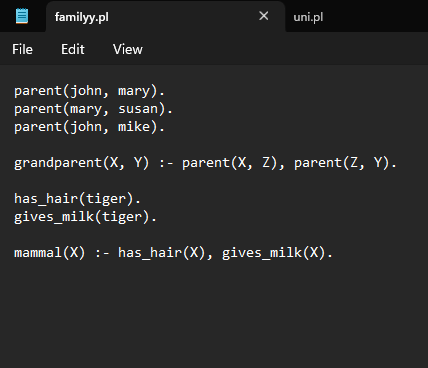 familyy.pl
uni.pl
File Edit View
parent(john, mary).
parent(mary, susan).
parent(john, mike).
grandparent(X, Y) :- parent(X, Z), parent(Z, Y).
has_hair(tiger).
gives_milk(tiger).
mammal(X) :- has_hair(X), gives_milk(X).